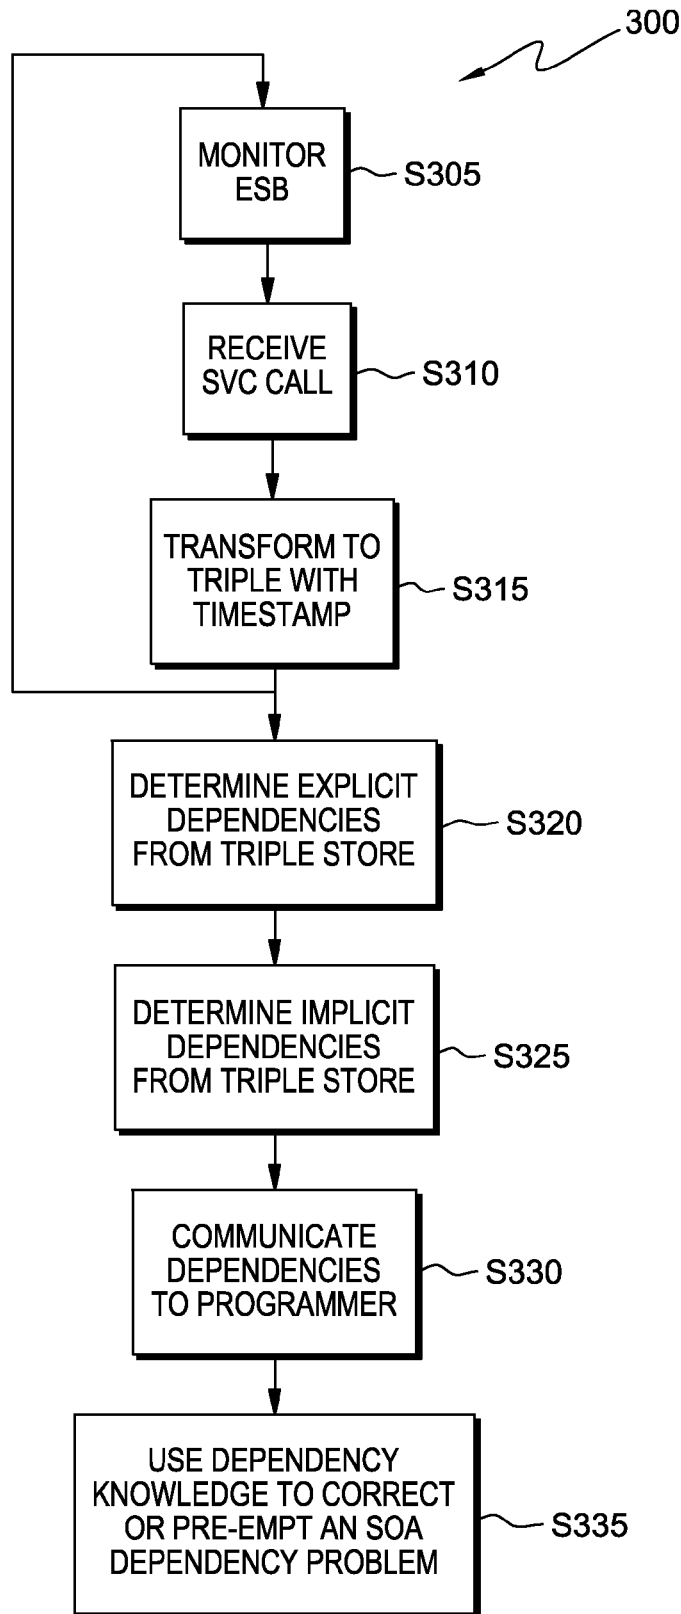 300
MONITOR
ESB
S305
RECEIVE
SVC CALL
S310
TRANSFORM TO
TRIPLE WITH
TIMESTAMP
S315
DETERMINE EXPLICIT
DEPENDENCIES
FROM TRIPLE STORE
S320
DETERMINE IMPLICIT
DEPENDENCIES
FROM TRIPLE STORE
S325
COMMUNICATE
DEPENDENCIES
TO PROGRAMMER
S330
USE DEPENDENCY
KNOWLEDGE TO CORRECT
OR PRE-EMPT AN SOA
DEPENDENCY PROBLEM
S335